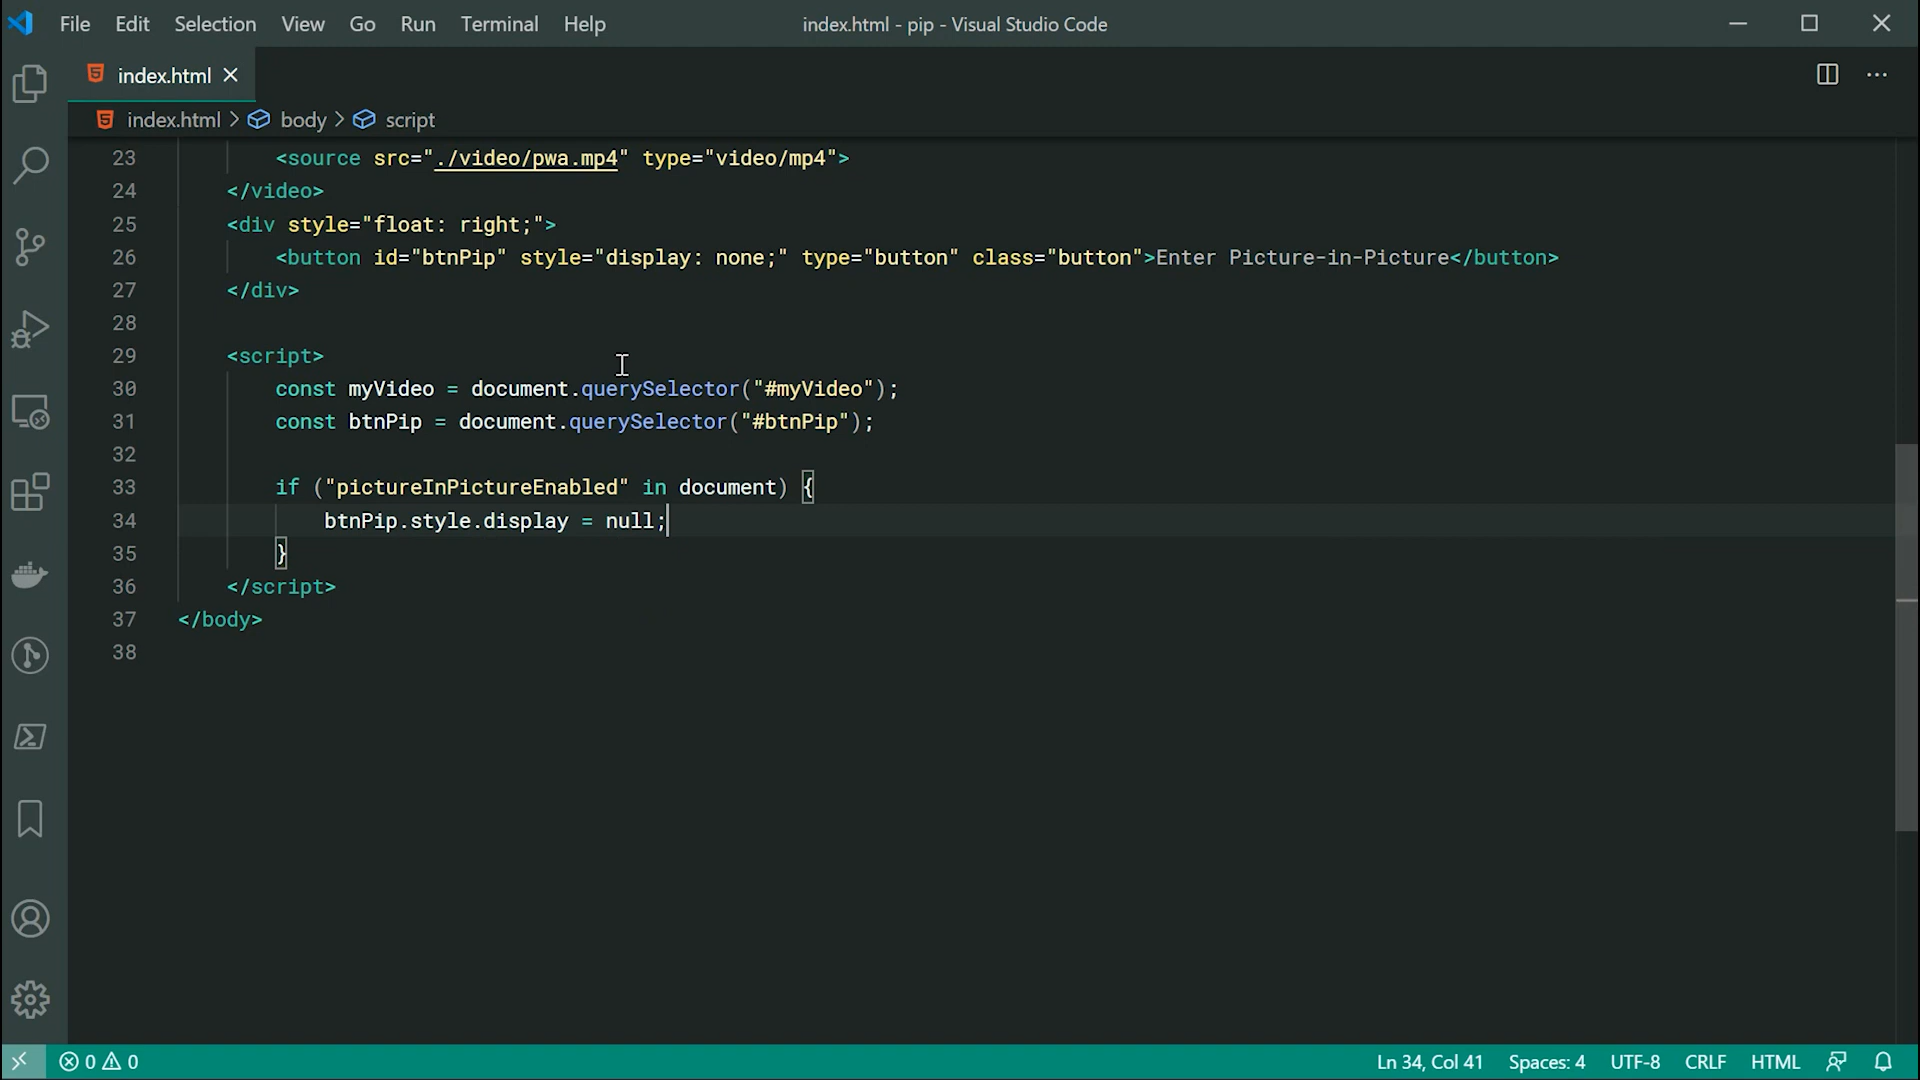 File Edit Selection View Go Run Terminal Help index.html - pip - Visual Studio Code
index.html
index.html > body > script
23 <source src="./video/pwa.mp4" type="video/mp4">
24 </video>
25 <div style="float: right;">
26 <button id="btnPip" style="display: none;" type="button" class="button">Enter Picture-in-Picture</button>
27 </div>
28
29 <script>
30 const myVideo = document.querySelector("#myVideo");
31 const btnPip = document.querySelector("#btnPip");
32
33 if ("pictureInPictureEnabled" in document) {
34 btnPip.style.display = null;
35 }
36 </script>
37 </body>
38
0 0 Ln 34, Col 41 Spaces: 4 UTF-8 CRLF HTML